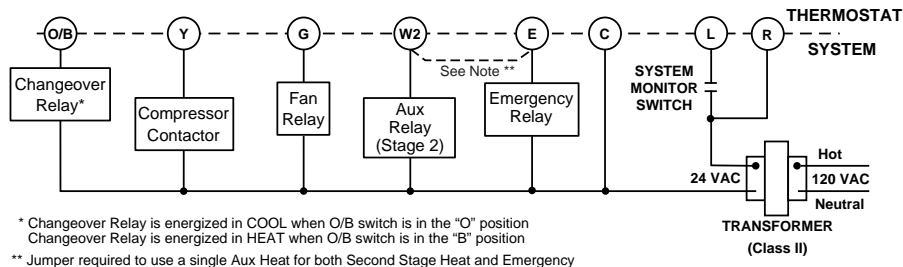 THERMOSTAT
O/B Y G W2 E C L R
SYSTEM
See Note **
Changeover
Relay*
Compressor
Contactor
Fan
Relay
Aux
Relay
(Stage 2)
Emergency
Relay
SYSTEM
MONITOR
SWITCH
24 VAC
Hot
120 VAC
Neutral
TRANSFORMER
(Class II)
* Changeover Relay is energized in COOL when O/B switch is in the “O” position
Changeover Relay is energized in HEAT when O/B switch is in the “B” position
** Jumper required to use a single Aux Heat for both Second Stage Heat and Emergency